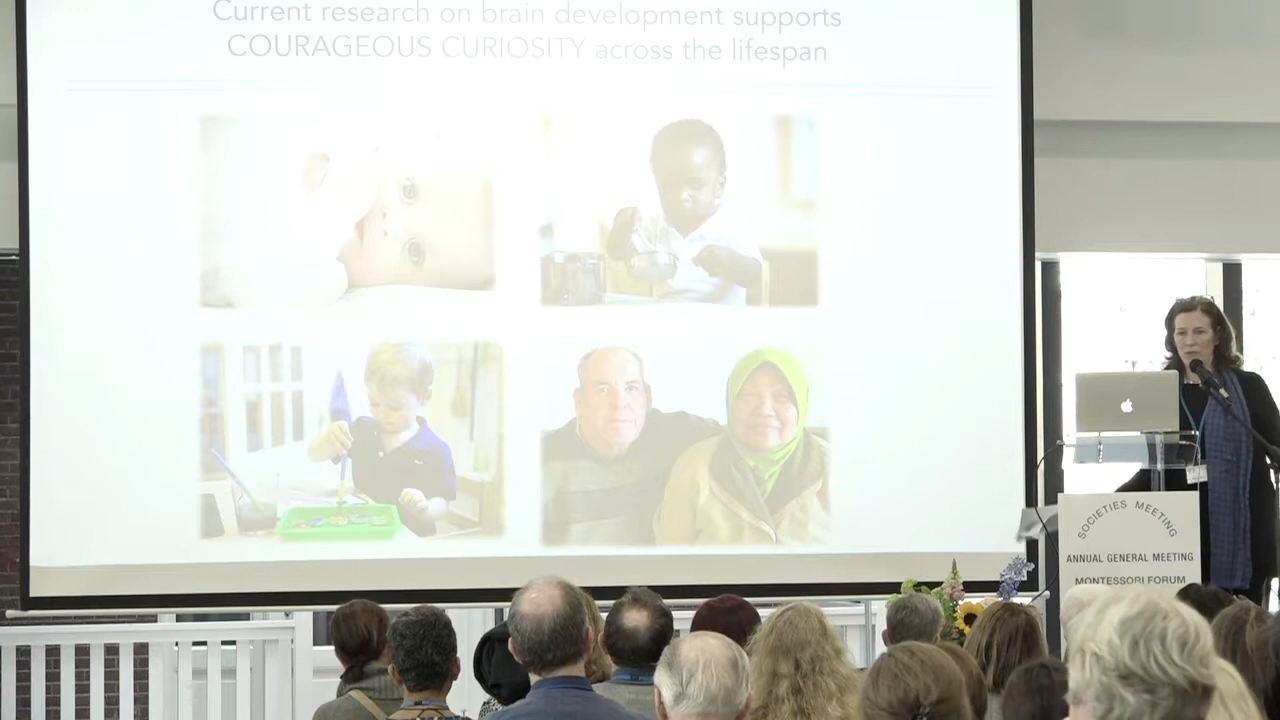 Current research on brain development supports
COURAGEOUS CURIOSITY across the lifespan
SOCIETIES MEETING
ANNUAL GENERAL MEETING
MONTESSORI FORUM